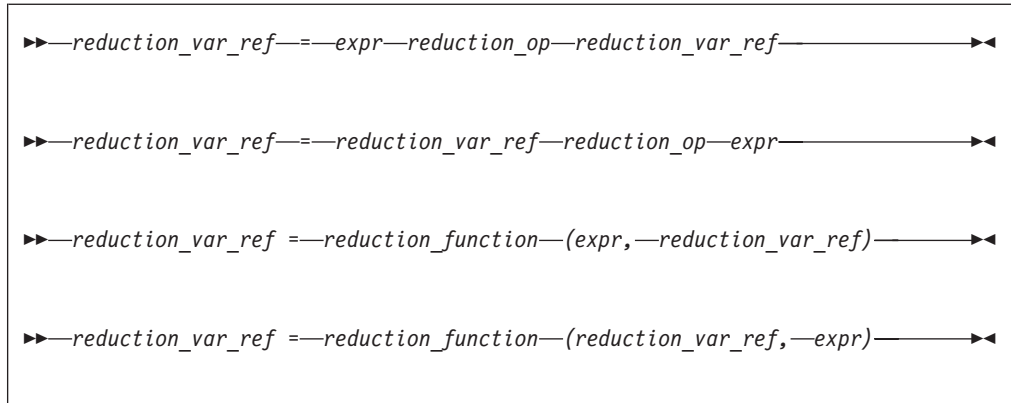 ►►—reduction_var_ref—=—expr—reduction_op—reduction_var_ref—►◄
►►—reduction_var_ref—=—reduction_var_ref—reduction_op—expr—►◄
►►—reduction_var_ref =—reduction_function—(expr,—reduction_var_ref)—►◄
►►—reduction_var_ref =—reduction_function—(reduction_var_ref,—expr)—►◄